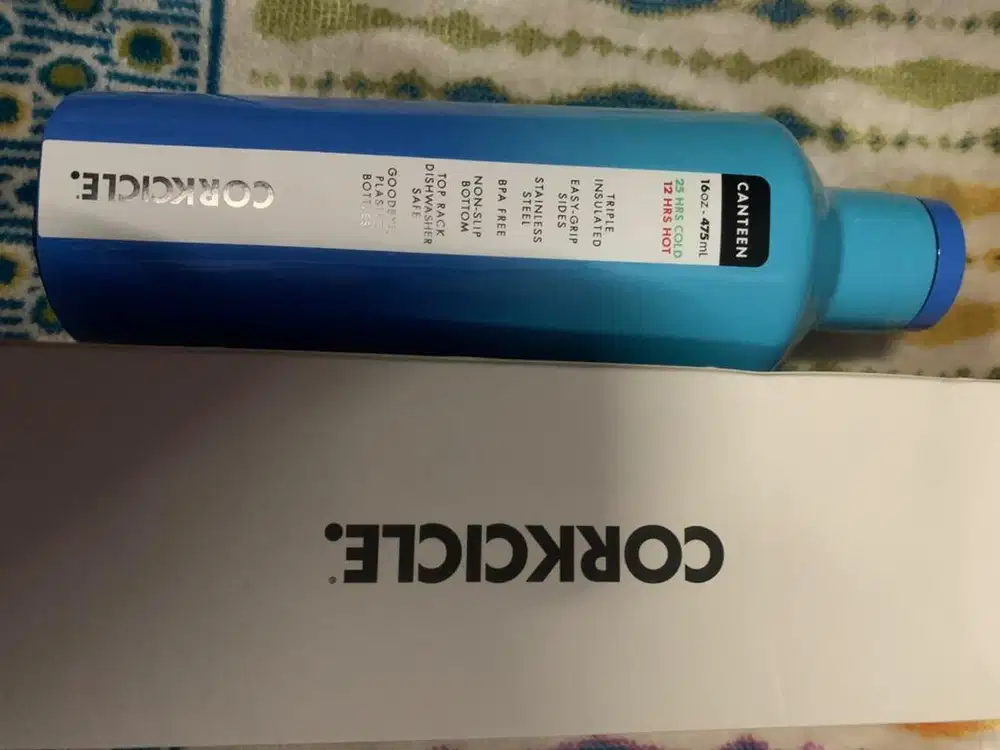 CANTEEN
16oz - 475mL
25 HRS COLD
12 HRS HOT
TRIPLE
INSULATED
EASY-GRIP
SIDES
STAINLESS
STEEL
BPA FREE
NON-SLIP
BOTTOM
TOP RACK
DISHWASHER
SAFE
BOTTLES
CORKCICLE.
CORKCICLE.